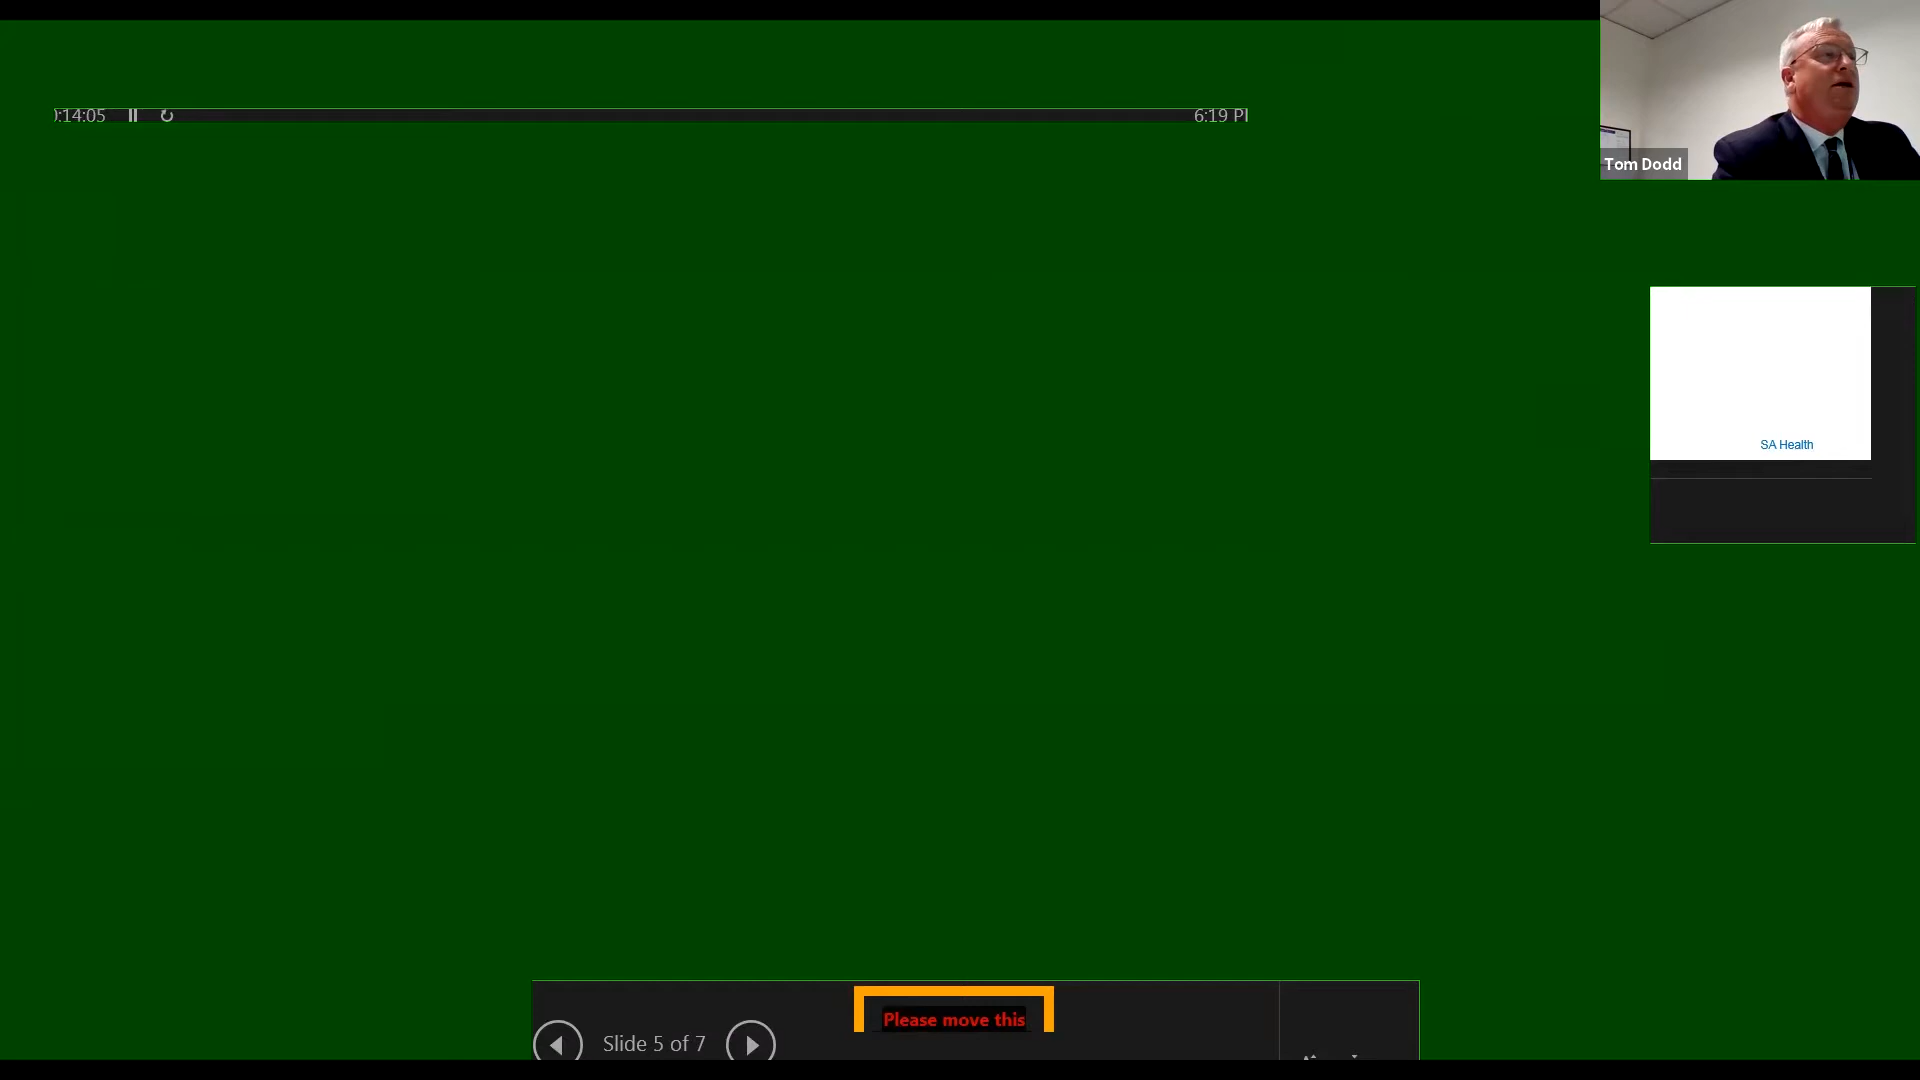 :14:05
6:19 P
Tom Dodd
SA Health
Please move this
Slide 5 of 7